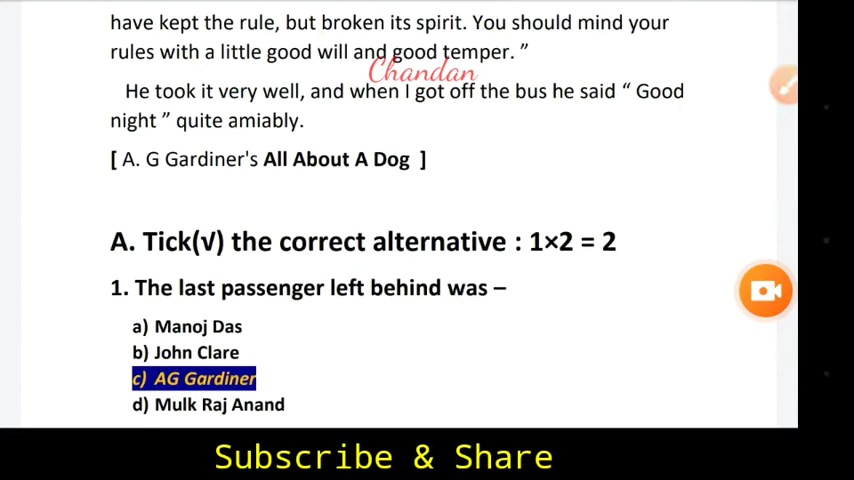 have kept the rule, but broken its spirit. You should mind your
rules with a little good will and good temper. ”
Chandan
He took it very well, and when I got off the bus he said “ Good
night ” quite amiably.
[ A. G Gardiner's All About A Dog ]
A. Tick(√) the correct alternative : 1×2 = 2
1. The last passenger left behind was –
a) Manoj Das
b) John Clare
c) AG Gardiner
d) Mulk Raj Anand
Subscribe & Share